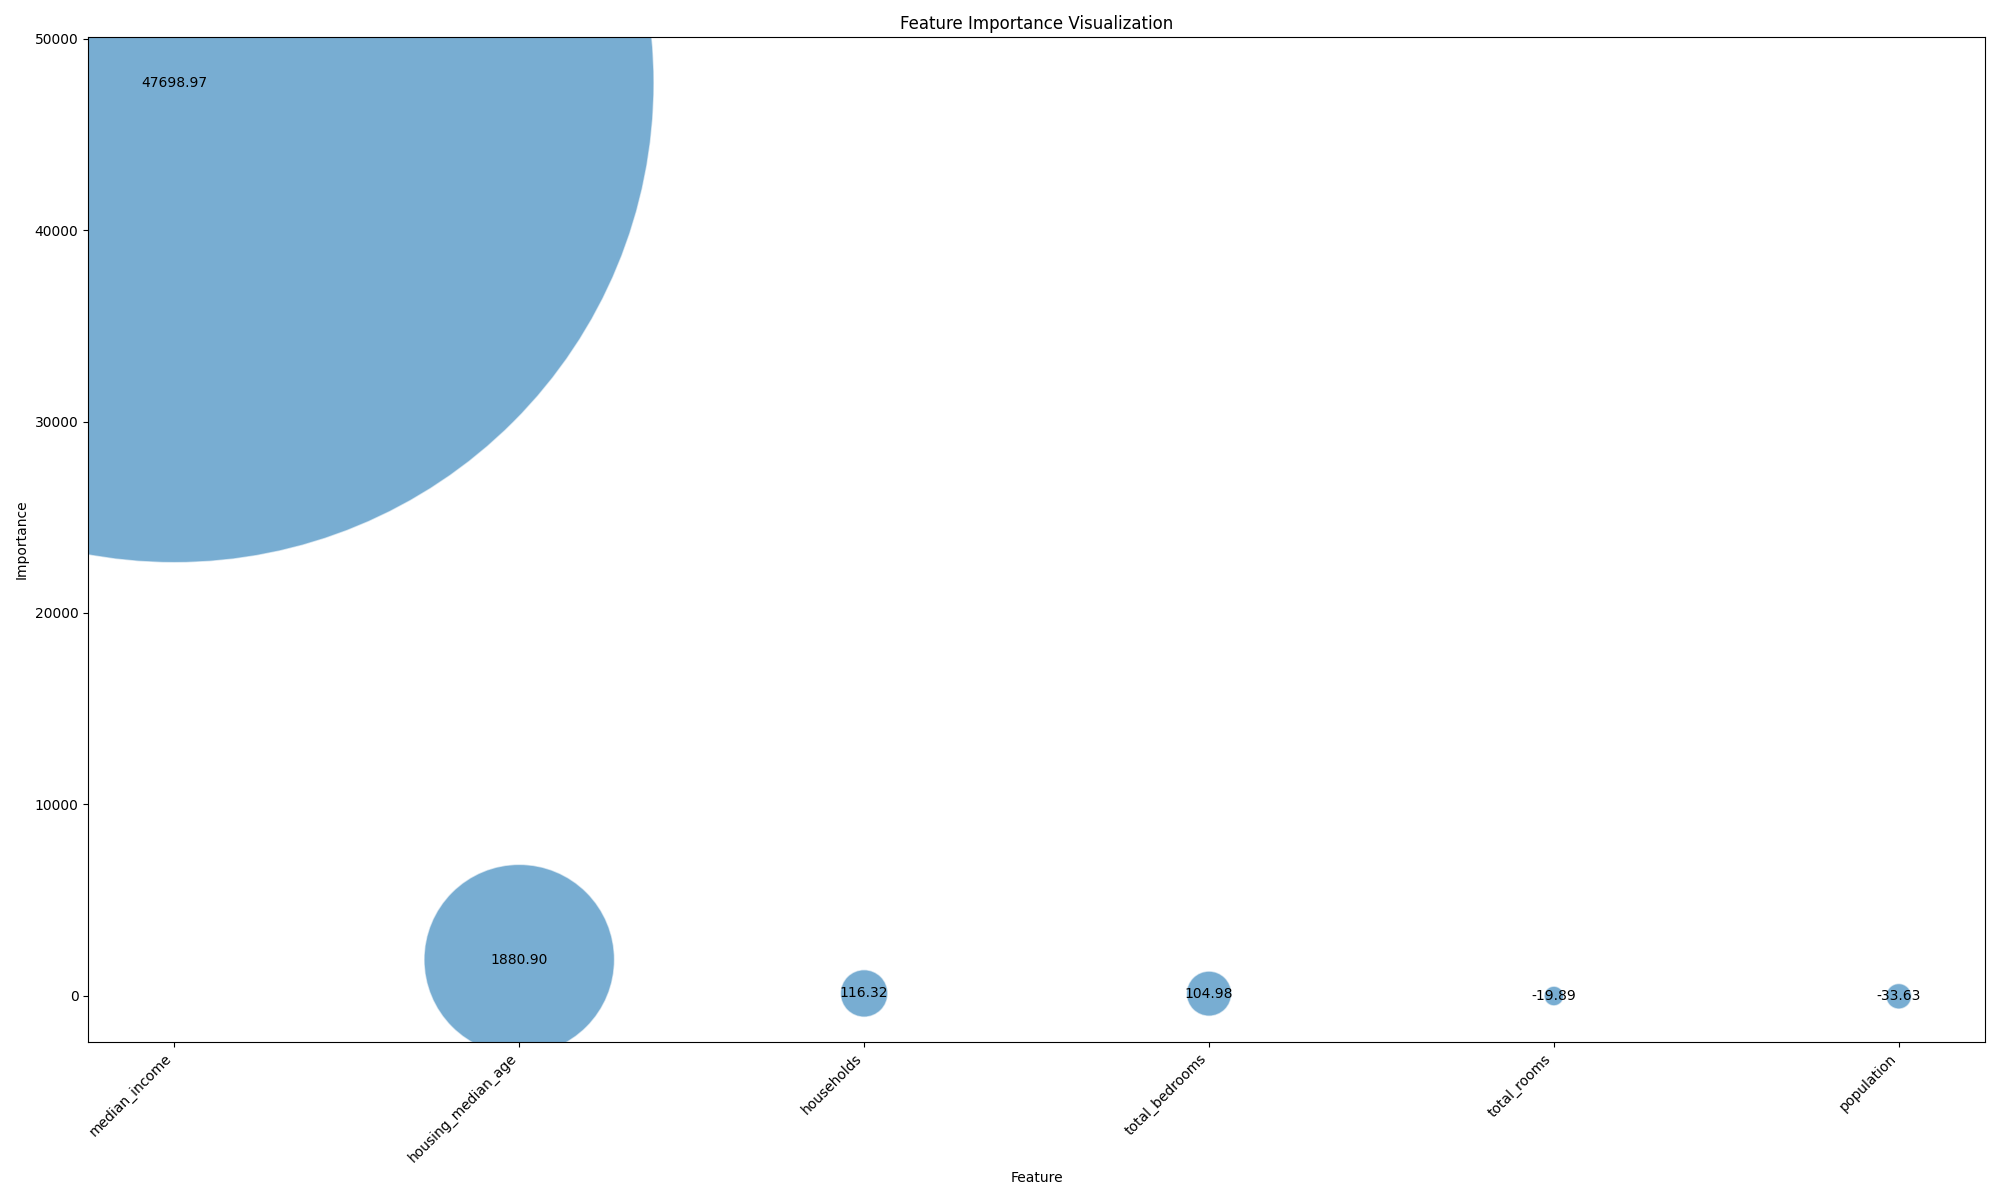 Feature Importance Visualization
50000
40000
30000
20000
10000
0
Importance
47698.97
1880.90
116.32
104.98
-19.89
-33.63
median_income
housing_median_age
households
total_bedrooms
total_rooms
population
Feature